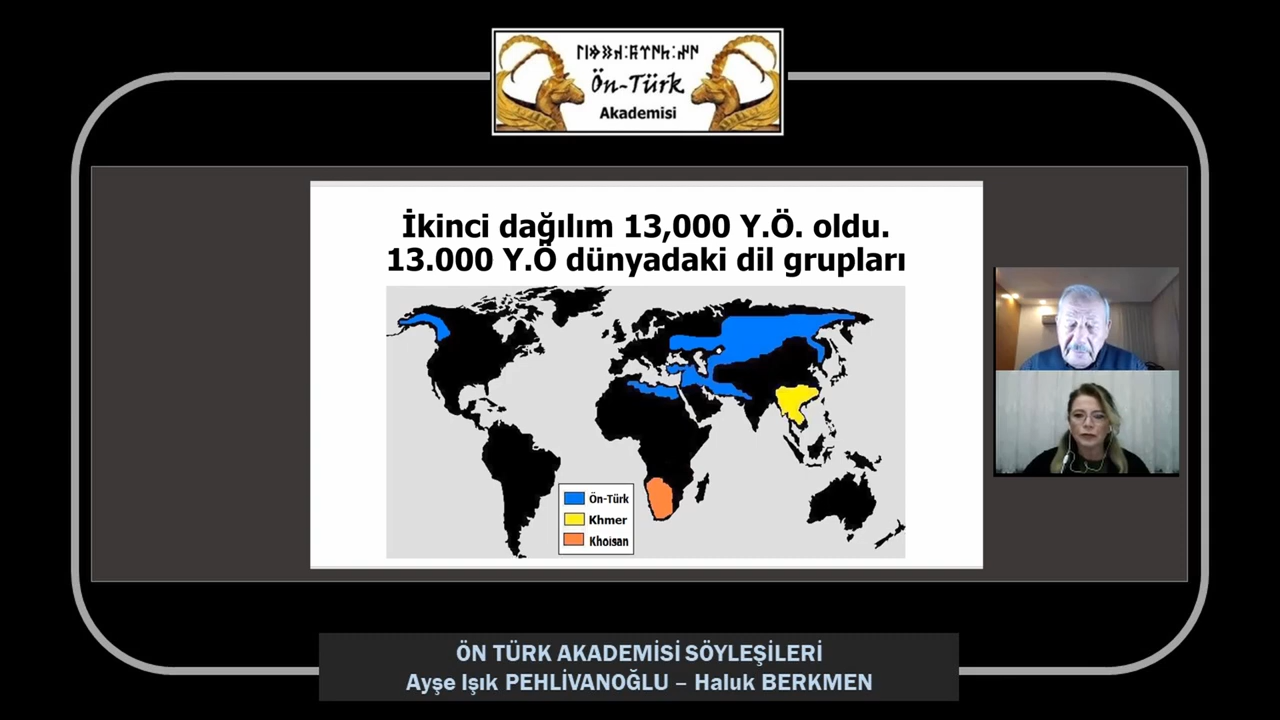 Ön-Türk
Akademisi
İkinci dağılım 13,000 Y.Ö. oldu.
13.000 Y.Ö dünyadaki dil grupları
Ön-Türk
Khmer
Khoisan
ÖN TÜRK AKADEMİSİ SÖYLEŞİLERİ
Ayşe Işık PEHLİVANOĞLU – Haluk BERKMEN